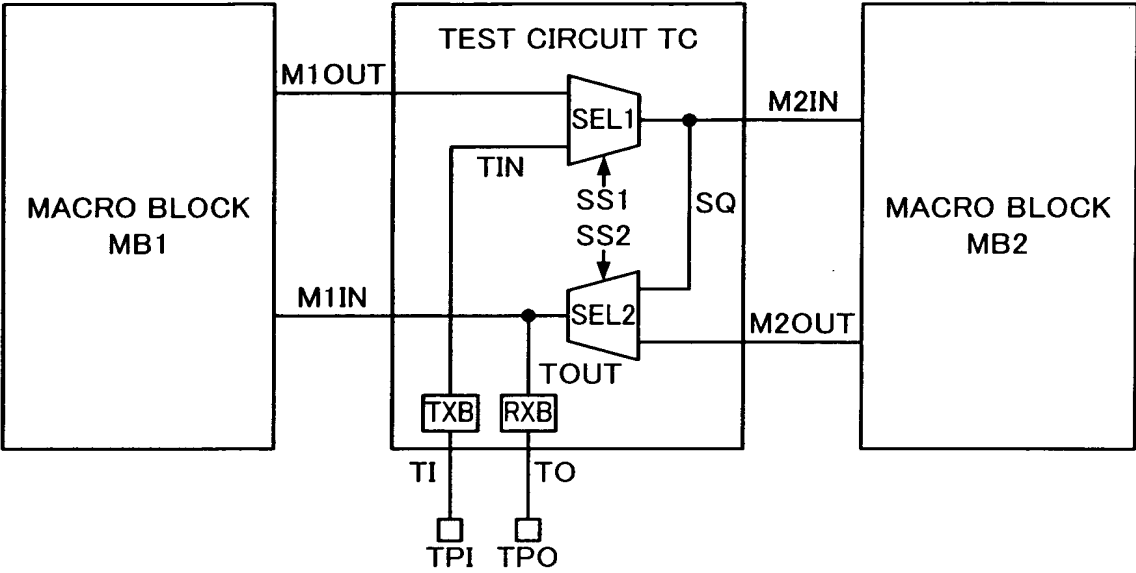 TEST CIRCUIT TC
M1OUT
SEL1
M2IN
TIN
SS1
SQ
MACRO BLOCK
MB1
MACRO BLOCK
MB2
SS2
M1IN
SEL2
M2OUT
TOUT
TXB
RXB
TI
TO
TPI
TPO